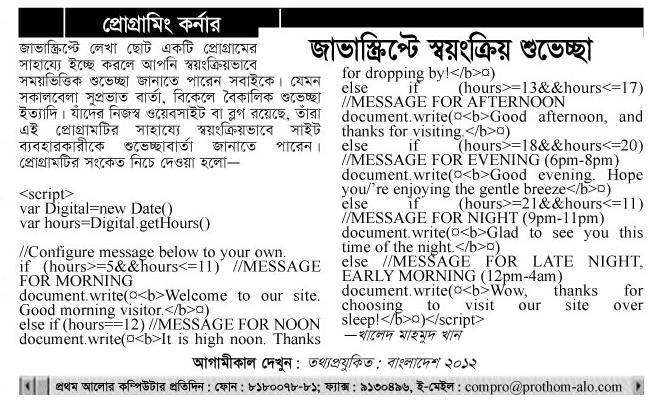 প্রোগ্রামিং কর্নার
জাভাস্ক্রিপ্টে স্বয়ংক্রিয় শুভেচ্ছা
জাভাস্ক্রিপ্টে লেখা ছোট একটি প্রোগ্রামের
সাহায্যে ইচ্ছে করলে আপনি স্বয়ংক্রিয়ভাবে
সময়ভিত্তিক শুভেচ্ছা জানাতে পারেন সবাইকে। যেমন
সকালবেলা সুপ্রভাত বার্তা, বিকেলে বৈকালিক শুভেচ্ছা
ইত্যাদি। যাঁদের নিজস্ব ওয়েবসাইট বা ব্লগ রয়েছে, তাঁরা
এই প্রোগ্রামটির সাহায্যে স্বয়ংক্রিয়ভাবে সাইট
ব্যবহারকারীকে শুভেচ্ছাবার্তা জানাতে পারেন।
প্রোগ্রামটির সংকেত নিচে দেওয়া হলো—
<script>
var Digital=new Date()
var hours=Digital.getHours()
//Configure message below to your own.
if (hours>=5&&hours<=11) //MESSAGE
FOR MORNING
document.write(¤<b>Welcome to our site.
Good morning visitor.</b>¤)
else if (hours==12) //MESSAGE FOR NOON
document.write(¤<b>It is high noon. Thanks
for dropping by!</b>¤)
else if (hours>=13&&hours<=17)
//MESSAGE FOR AFTERNOON
document.write(¤<b>Good afternoon, and
thanks for visiting.</b>¤)
else if (hours>=18&&hours<=20)
//MESSAGE FOR EVENING (6pm-8pm)
document.write(¤<b>Good evening. Hope
you/'re enjoying the gentle breeze</b>¤)
else if (hours>=21&&hours<=11)
//MESSAGE FOR NIGHT (9pm-11pm)
document.write(¤<b>Glad to see you this
time of the night.</b>¤)
else //MESSAGE FOR LATE NIGHT,
EARLY MORNING (12pm-4am)
document.write(¤<b>Wow, thanks for
choosing to visit our site over
sleep!</b>¤)</script>
—খালেদ মাহমুদ খান
আগামীকাল দেখুন : তথ্যপ্রযুক্তি : বাংলাদেশ ২০১২
প্রথম আলোর কম্পিউটার প্রতিদিন : ফোন : ৮১৮০০৭৮-৮১; ফ্যাক্স : ৯১৩০৪৯৬, ই-মেইল : compro@prothom-alo.com